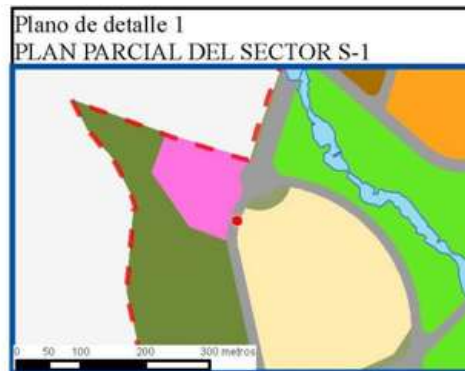 Plano de detalle 1
PLAN PARCIAL DEL SECTOR S-1
0 50 100 200 300 metros